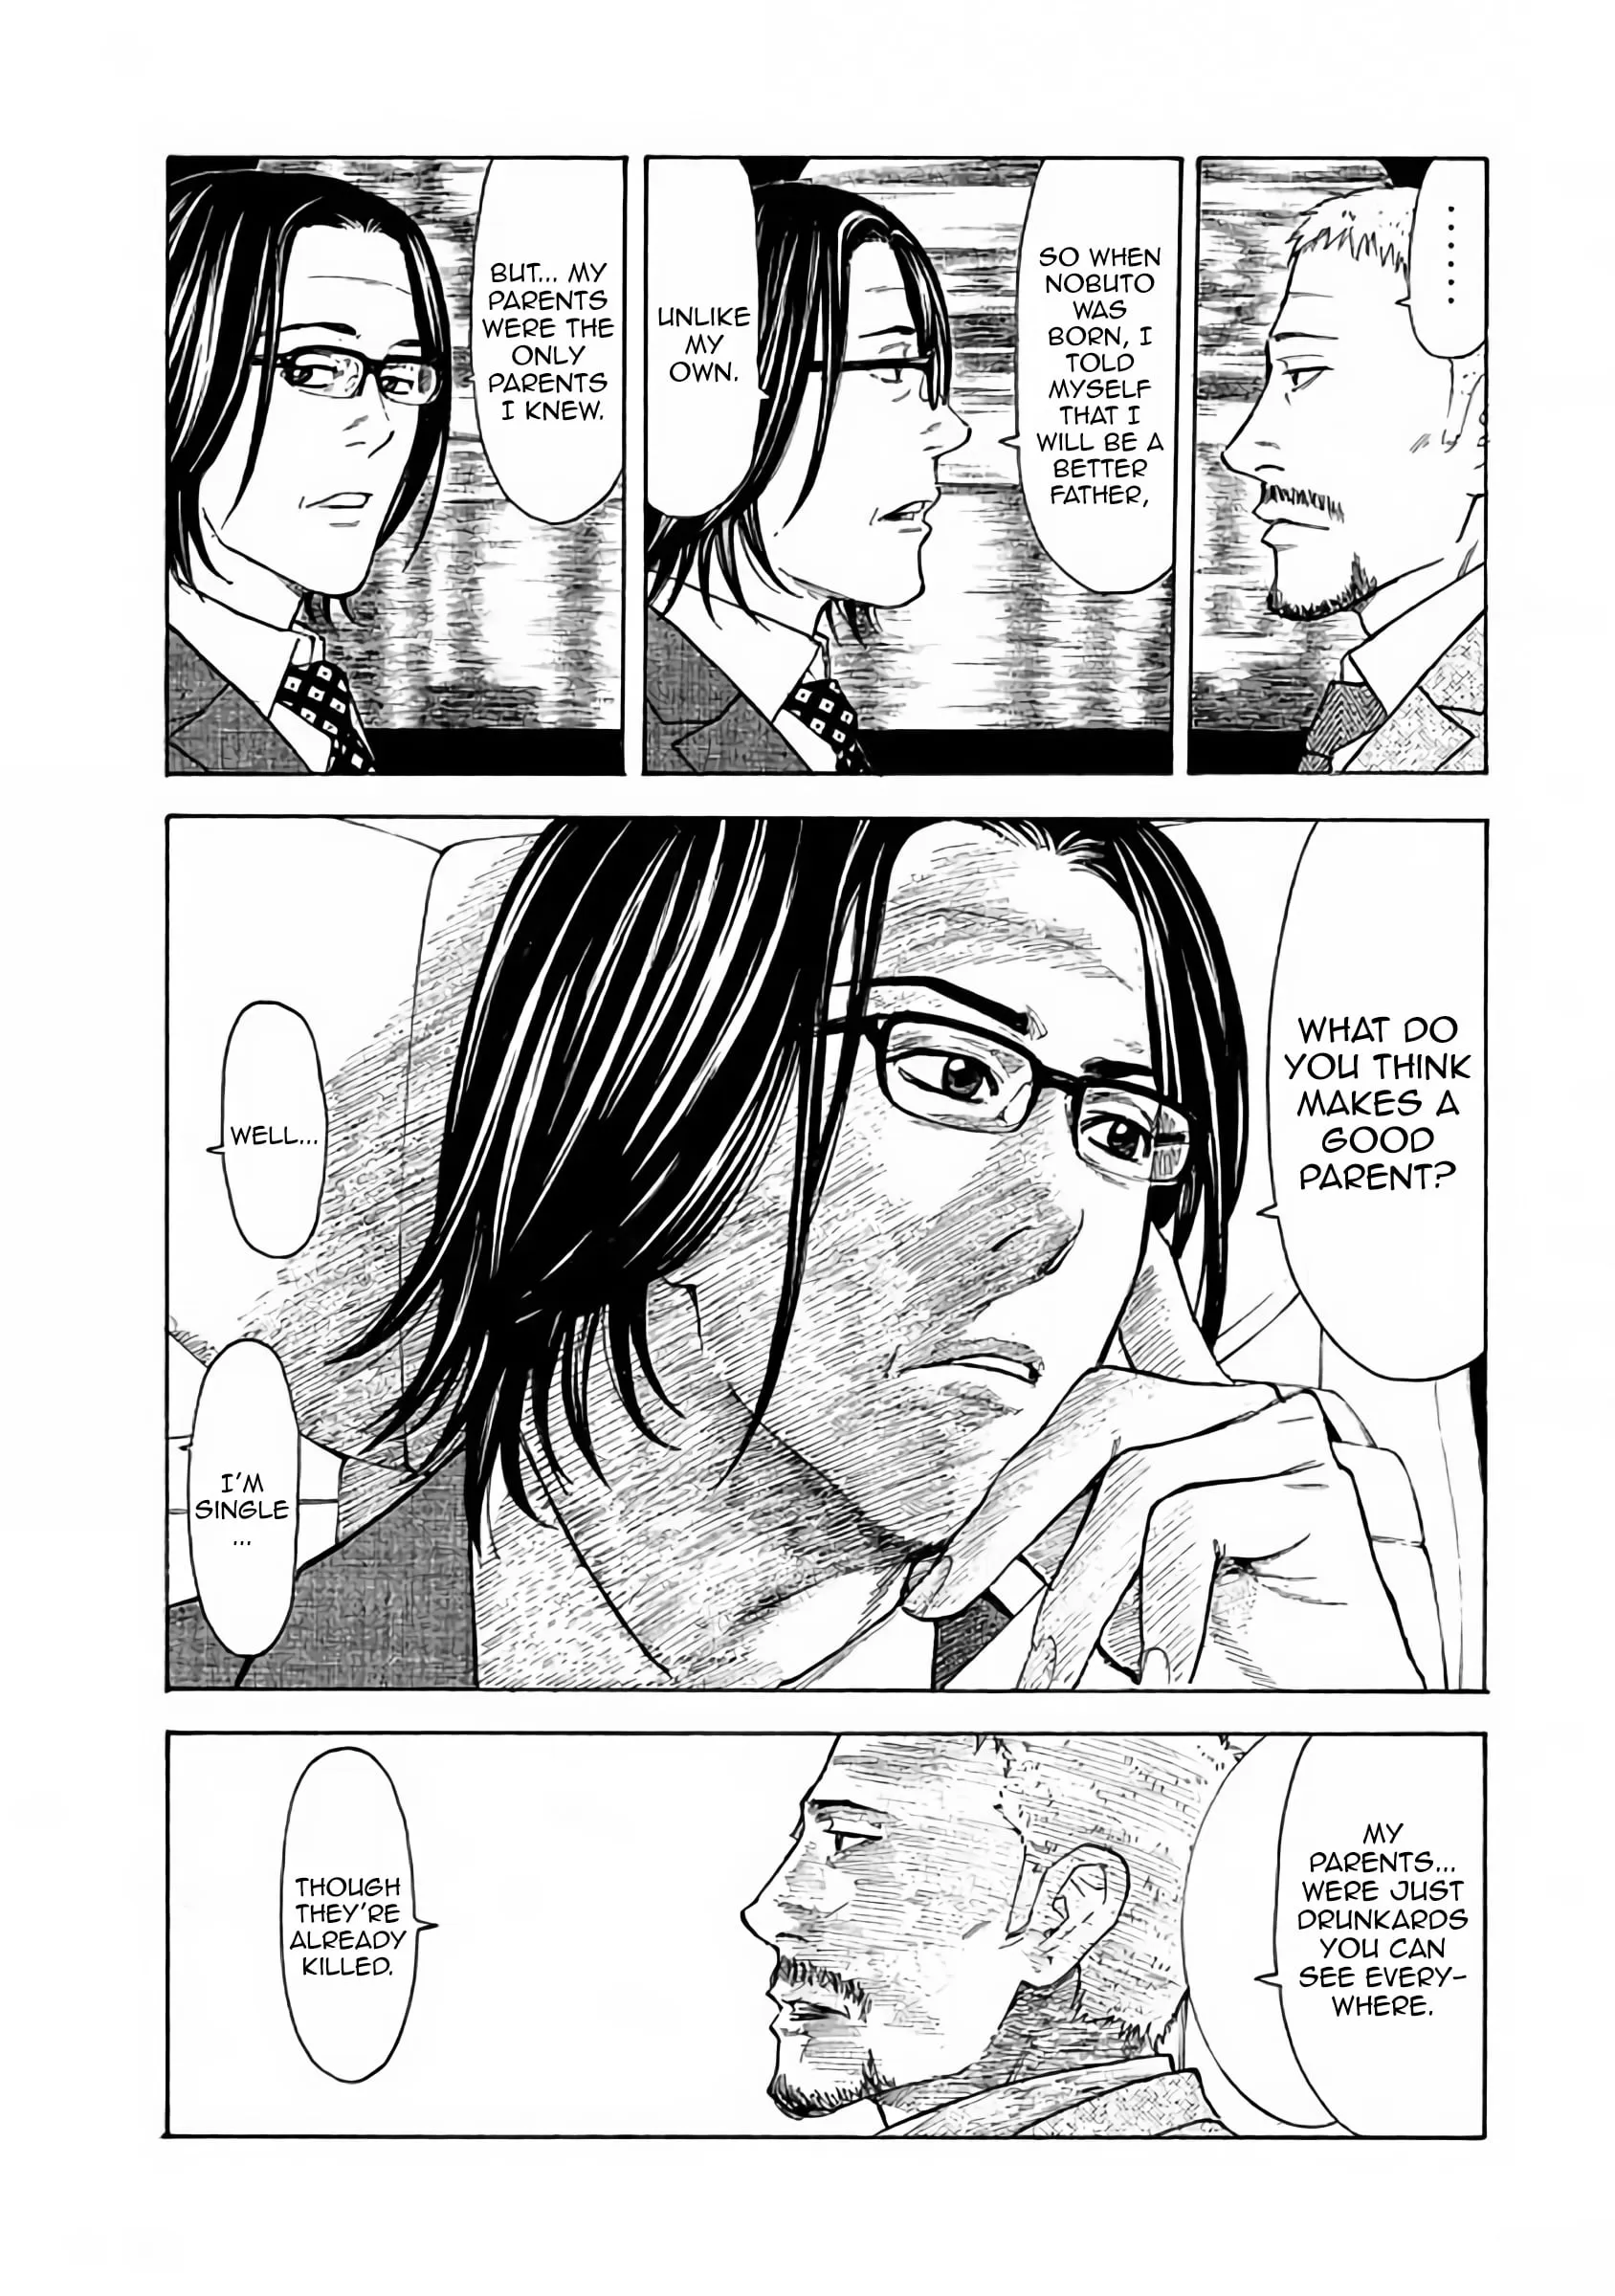 ......
SO WHEN
NOBUTO
WAS
BORN, I
TOLD
MYSELF
THAT I
WILL BE A
BETTER
FATHER,
UNLIKE
MY
OWN.
BUT... MY
PARENTS
WERE THE
ONLY
PARENTS
I KNEW.
WHAT DO
YOU THINK
MAKES A
GOOD
PARENT?
WELL...
I'M
SINGLE
...
MY
PARENTS...
WERE JUST
DRUNKARDS
YOU CAN
SEE EVERY-
WHERE.
THOUGH
THEY'RE
ALREADY
KILLED.